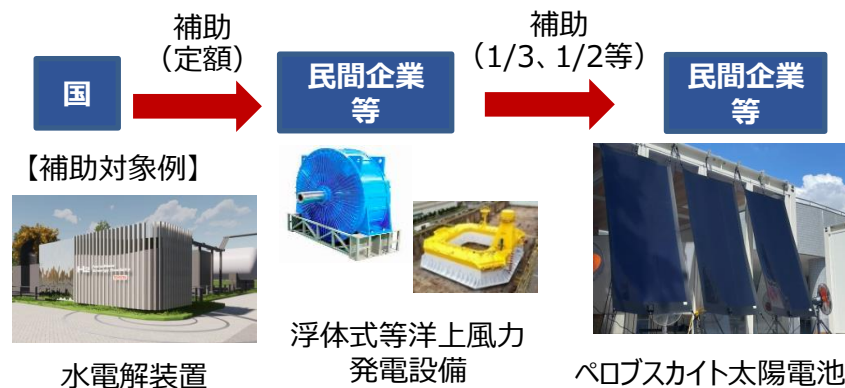 補助
（定額）
補助
（1/3、1/2等）
国
民間企業
等
民間企業
等
【補助対象例】
水電解装置
浮体式等洋上風力
発電設備
ペロブスカイト太陽電池